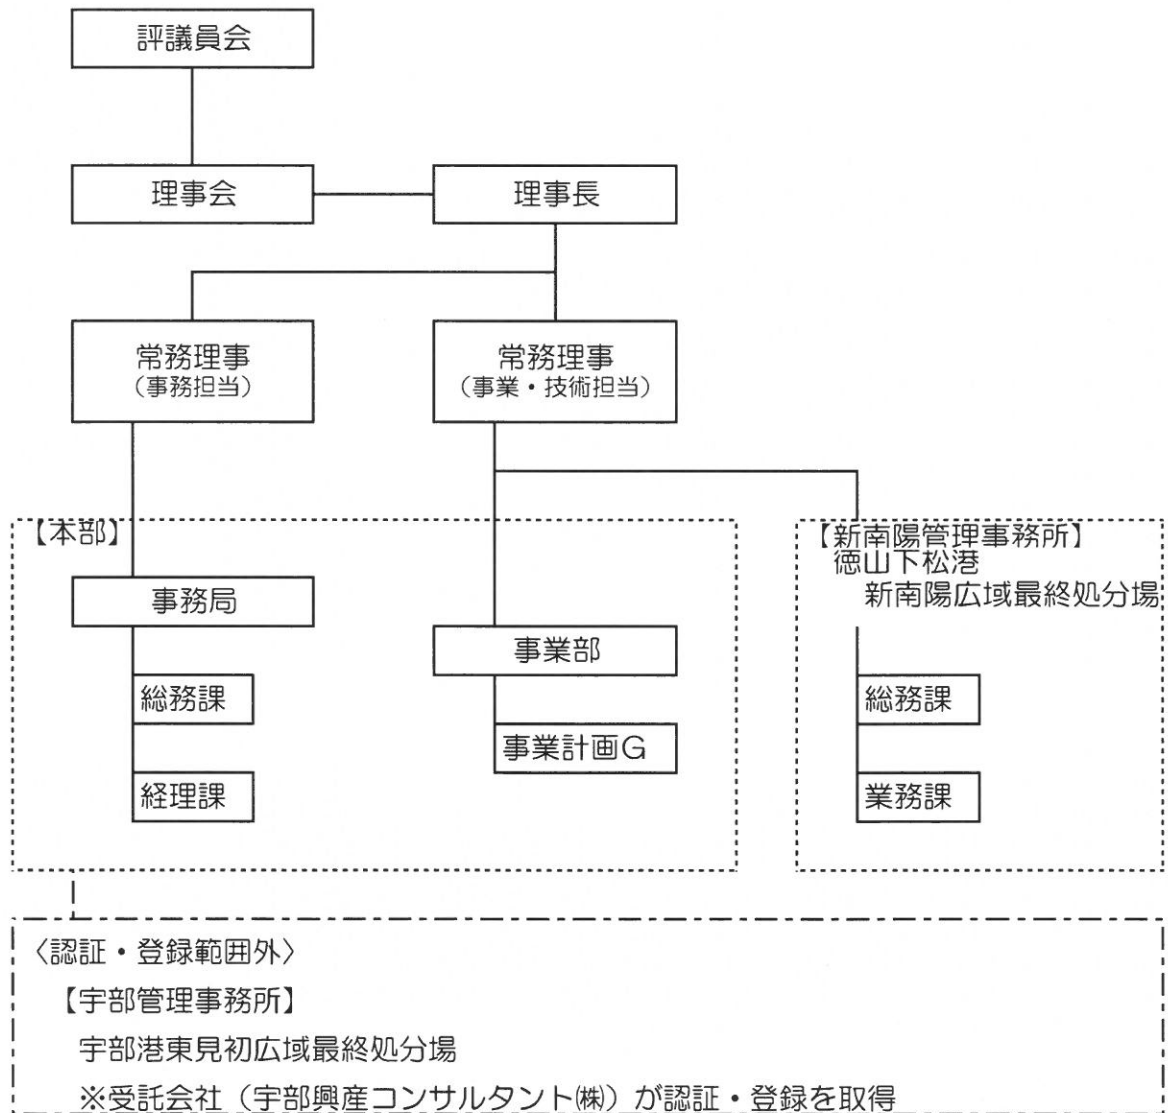 評議員会
理事会
理事長
常務理事
（事務担当）
常務理事
（事業・技術担当）
【本部】
事務局
総務課
経理課
事業部
事業計画G
【新南陽管理事務所】
徳山下松港
新南陽広域最終処分場
総務課
業務課
〈認証・登録範囲外〉
【宇部管理事務所】
宇部港東見初広域最終処分場
※受託会社（宇部興産コンサルタント㈱）が認証・登録を取得